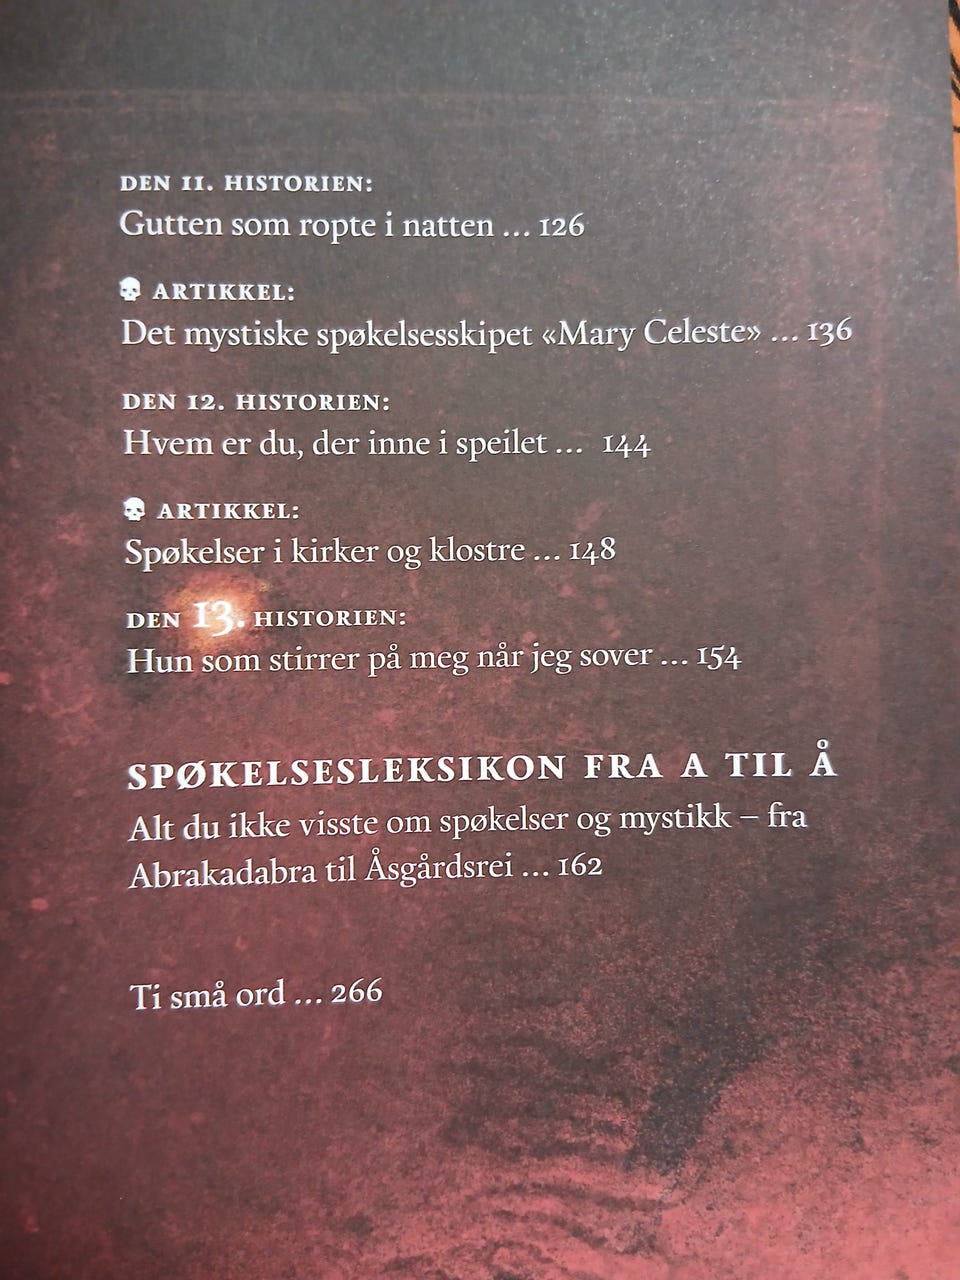 DEN 11. HISTORIEN:
Gutten som ropte i natten ... 126
ARTIKKEL:
Det mystiske spøkelsesskipet «Mary Celeste» ... 136
DEN 12. HISTORIEN:
Hvem er du, der inne i speilet ... 144
ARTIKKEL:
Spøkelser i kirker og klostre ... 148
DEN 13. HISTORIEN:
Hun som stirrer på meg når jeg sover ... 154
SPØKELSESLEKSIKON FRA A TIL Å
Alt du ikke visste om spøkelser og mystikk – fra
Abrakadabra til Åsgårdsrei ... 162
Ti små ord ... 266